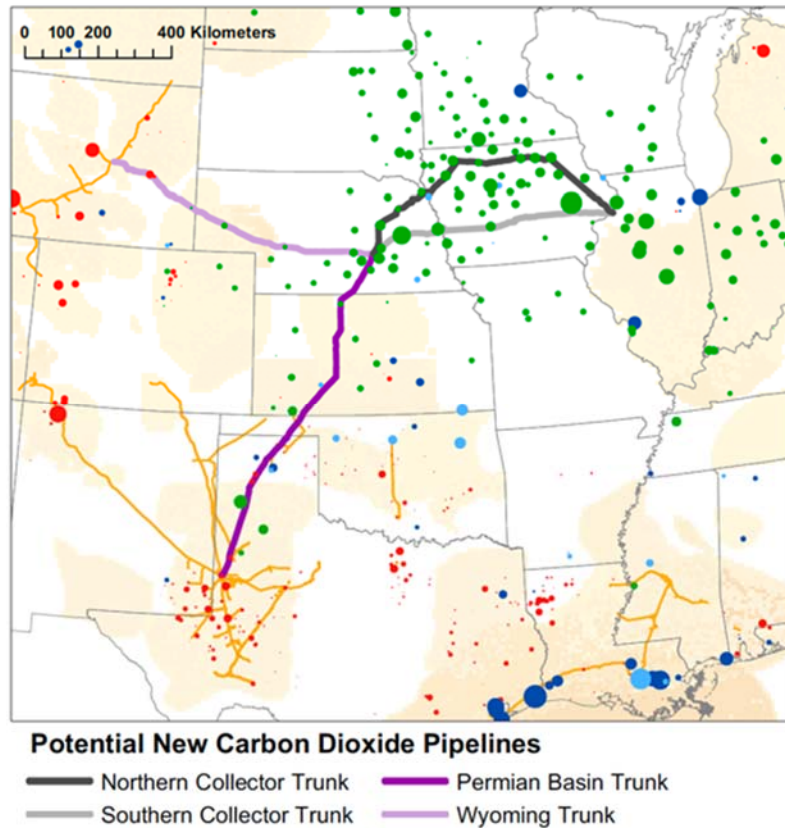 0 100 200 400 Kilometers
Potential New Carbon Dioxide Pipelines
Northern Collector Trunk Permian Basin Trunk
Southern Collector Trunk Wyoming Trunk